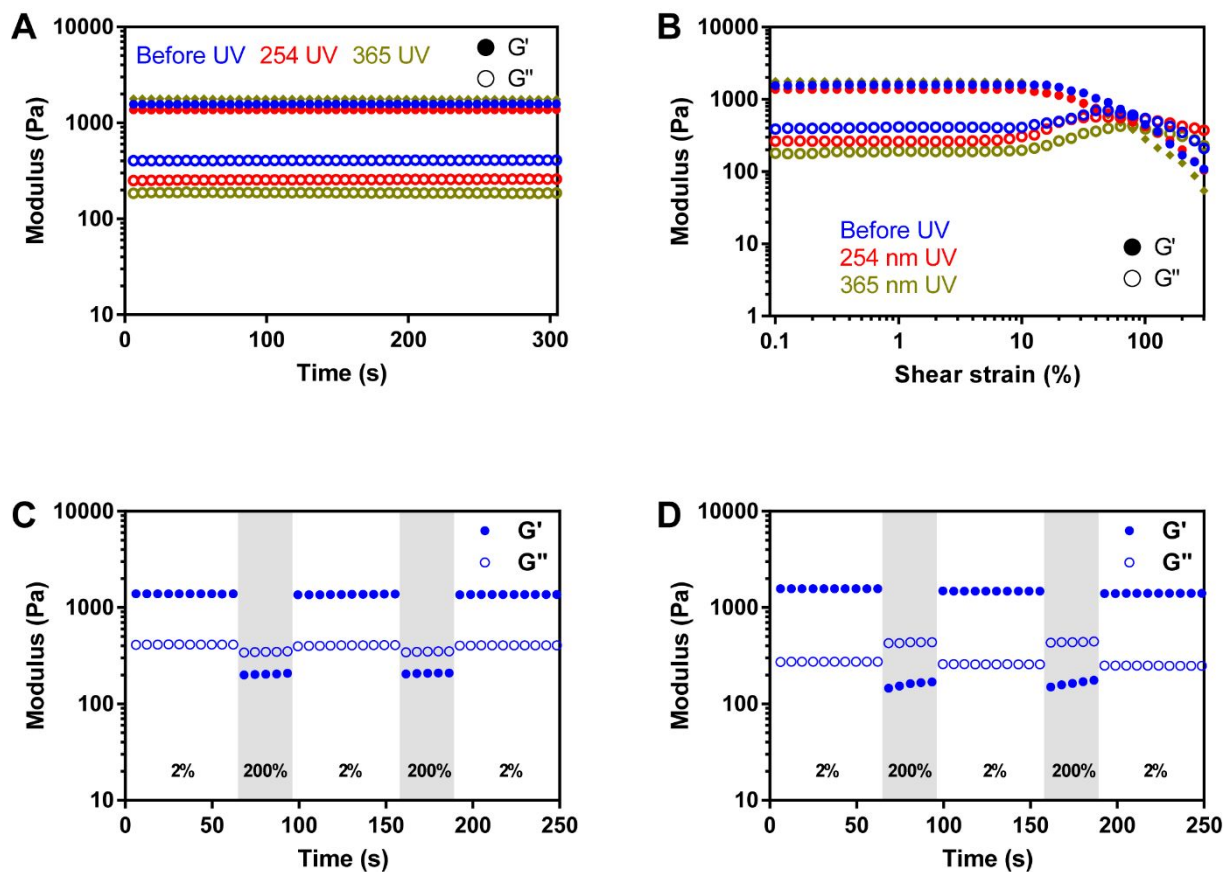 A
Modulus (Pa)
10000
1000
100
10
Before UV 254 UV 365 UV
G'
G"
0 100 200 300
Time (s)
B
Modulus (Pa)
10000
1000
100
10
1
Before UV
254 nm UV
365 nm UV
G'
G"
0.1 1 10 100
Shear strain (%)
C
Modulus (Pa)
10000
1000
100
10
G'
G"
2% 200% 2% 200% 2%
0 50 100 150 200 250
Time (s)
D
Modulus (Pa)
10000
1000
100
10
G'
G"
2% 200% 2% 200% 2%
0 50 100 150 200 250
Time (s)